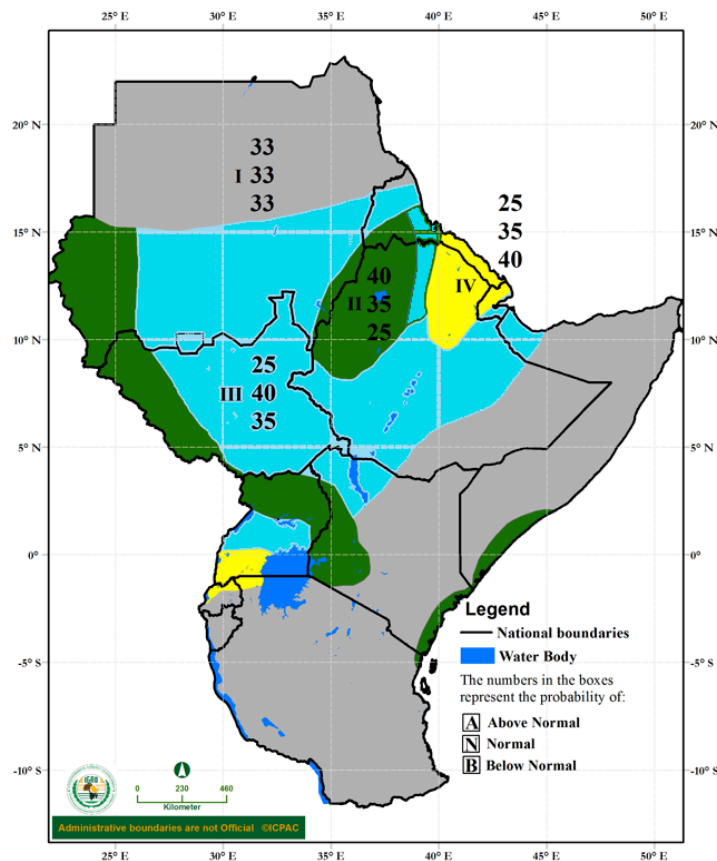 25° E 30° E 35° E 40° E 45° E 50° E
20° N 20° N
33
I 33
33
25
15° N 15° N
35
40
IV
40
II 35
25
10° N 10° N
25
III 40
35
5° N 5° N
0° 0°
Legend
National boundaries
Water Body
-5° S -5° S
The numbers in the boxes
represent the probability of:
A Above Normal
N Normal
B Below Normal
-10° S -10° S
IGAD
0 230 460
Kilometer
Administrative boundaries are not Official ©ICPAC
25° E 30° E 35° E 40° E 45° E 50° E